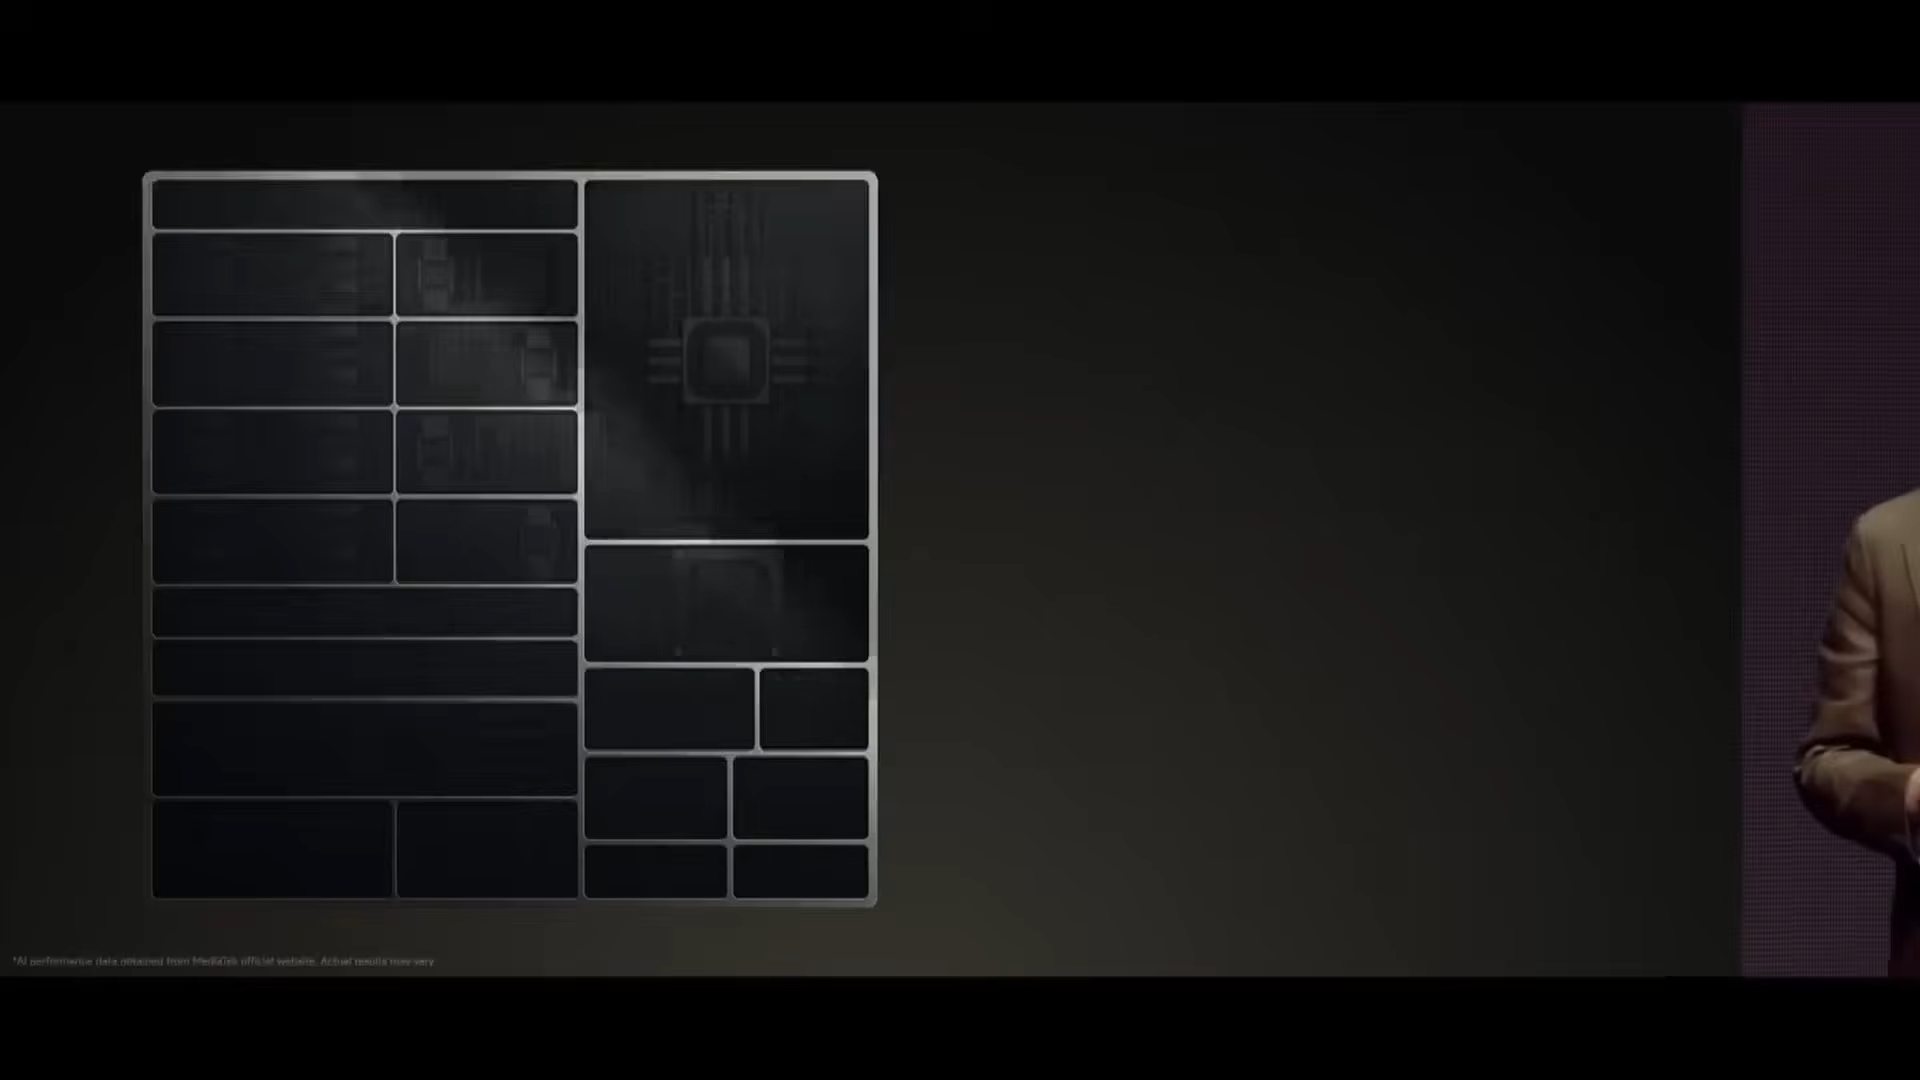 *AI performance data obtained from MediaTek official website. Actual results may vary